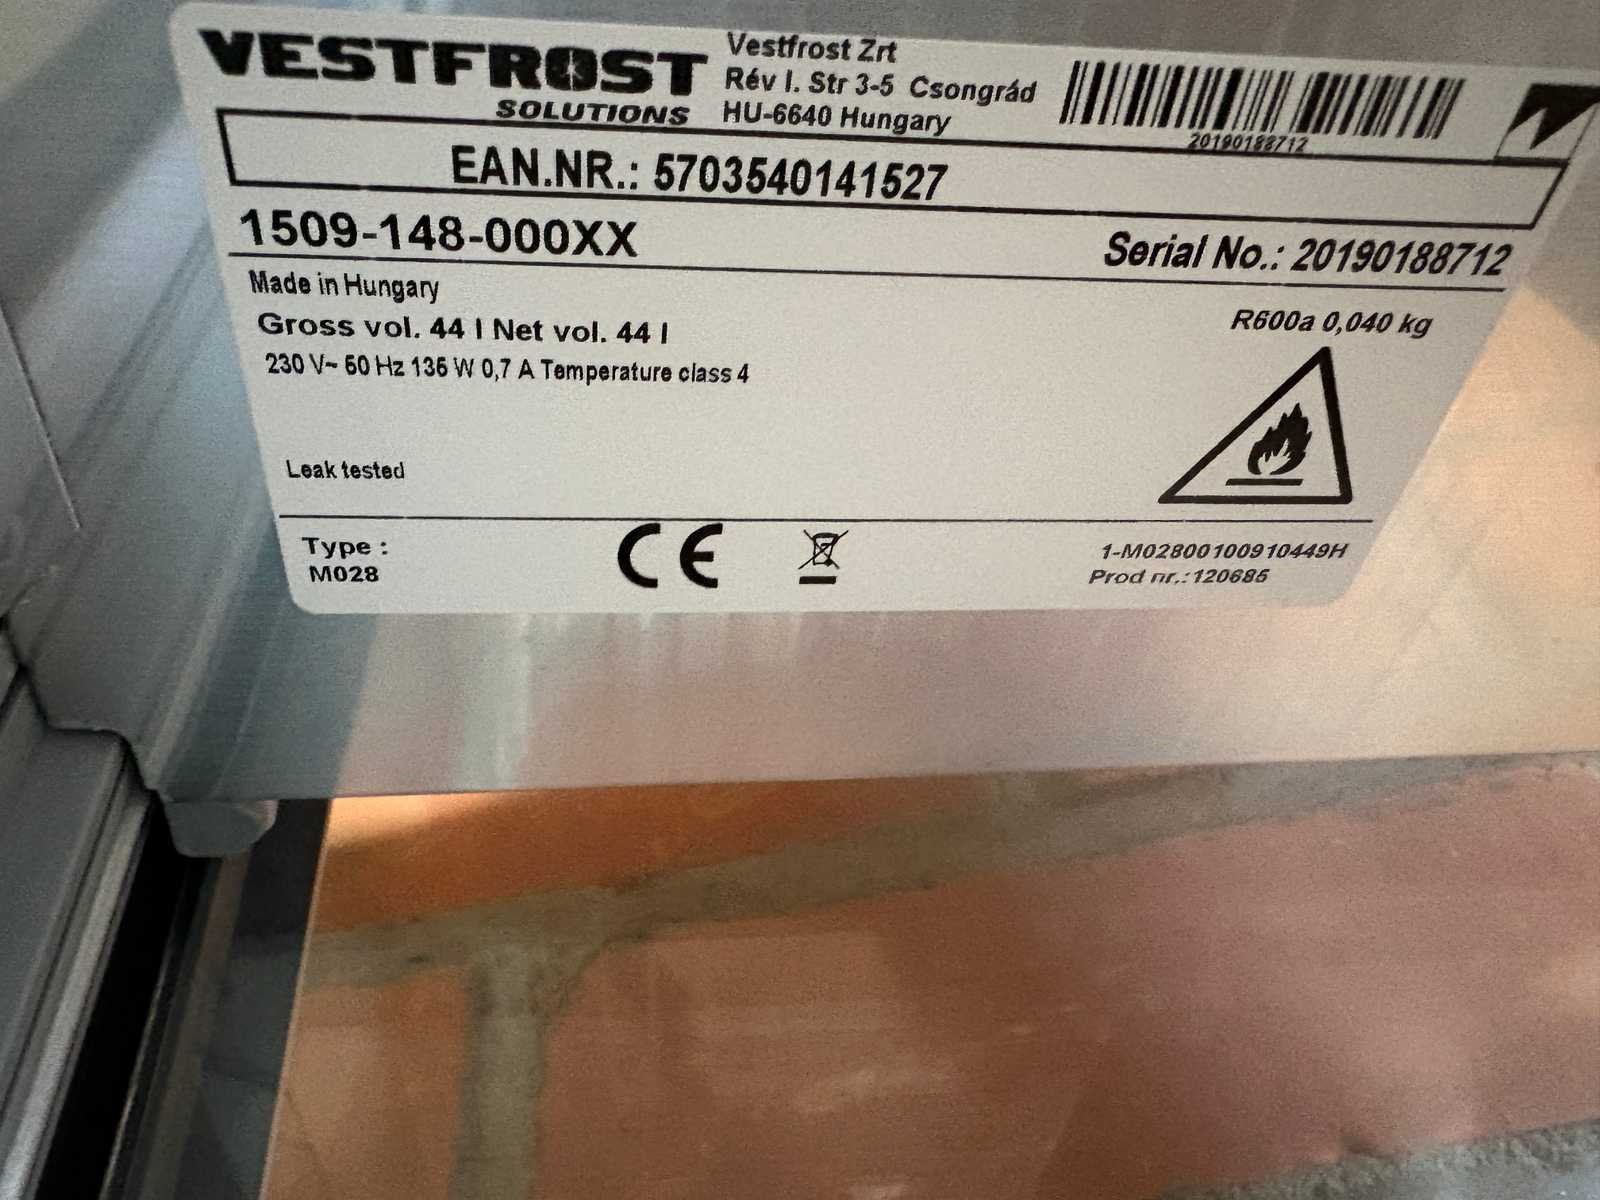 VESTFROST
SOLUTIONS
Vestfrost Zrt
Rév I. Str 3-5 Csongrád
HU-6640 Hungary
20190188712
EAN.NR.: 5703540141527
1509-148-000XX
Serial No.: 20190188712
Made in Hungary
Gross vol. 44 l Net vol. 44 l
230 V~ 50 Hz 135 W 0,7 A Temperature class 4
R600a 0,040 kg
Leak tested
Type :
M028
CE
1-M02800100910449H
Prod nr.:120685